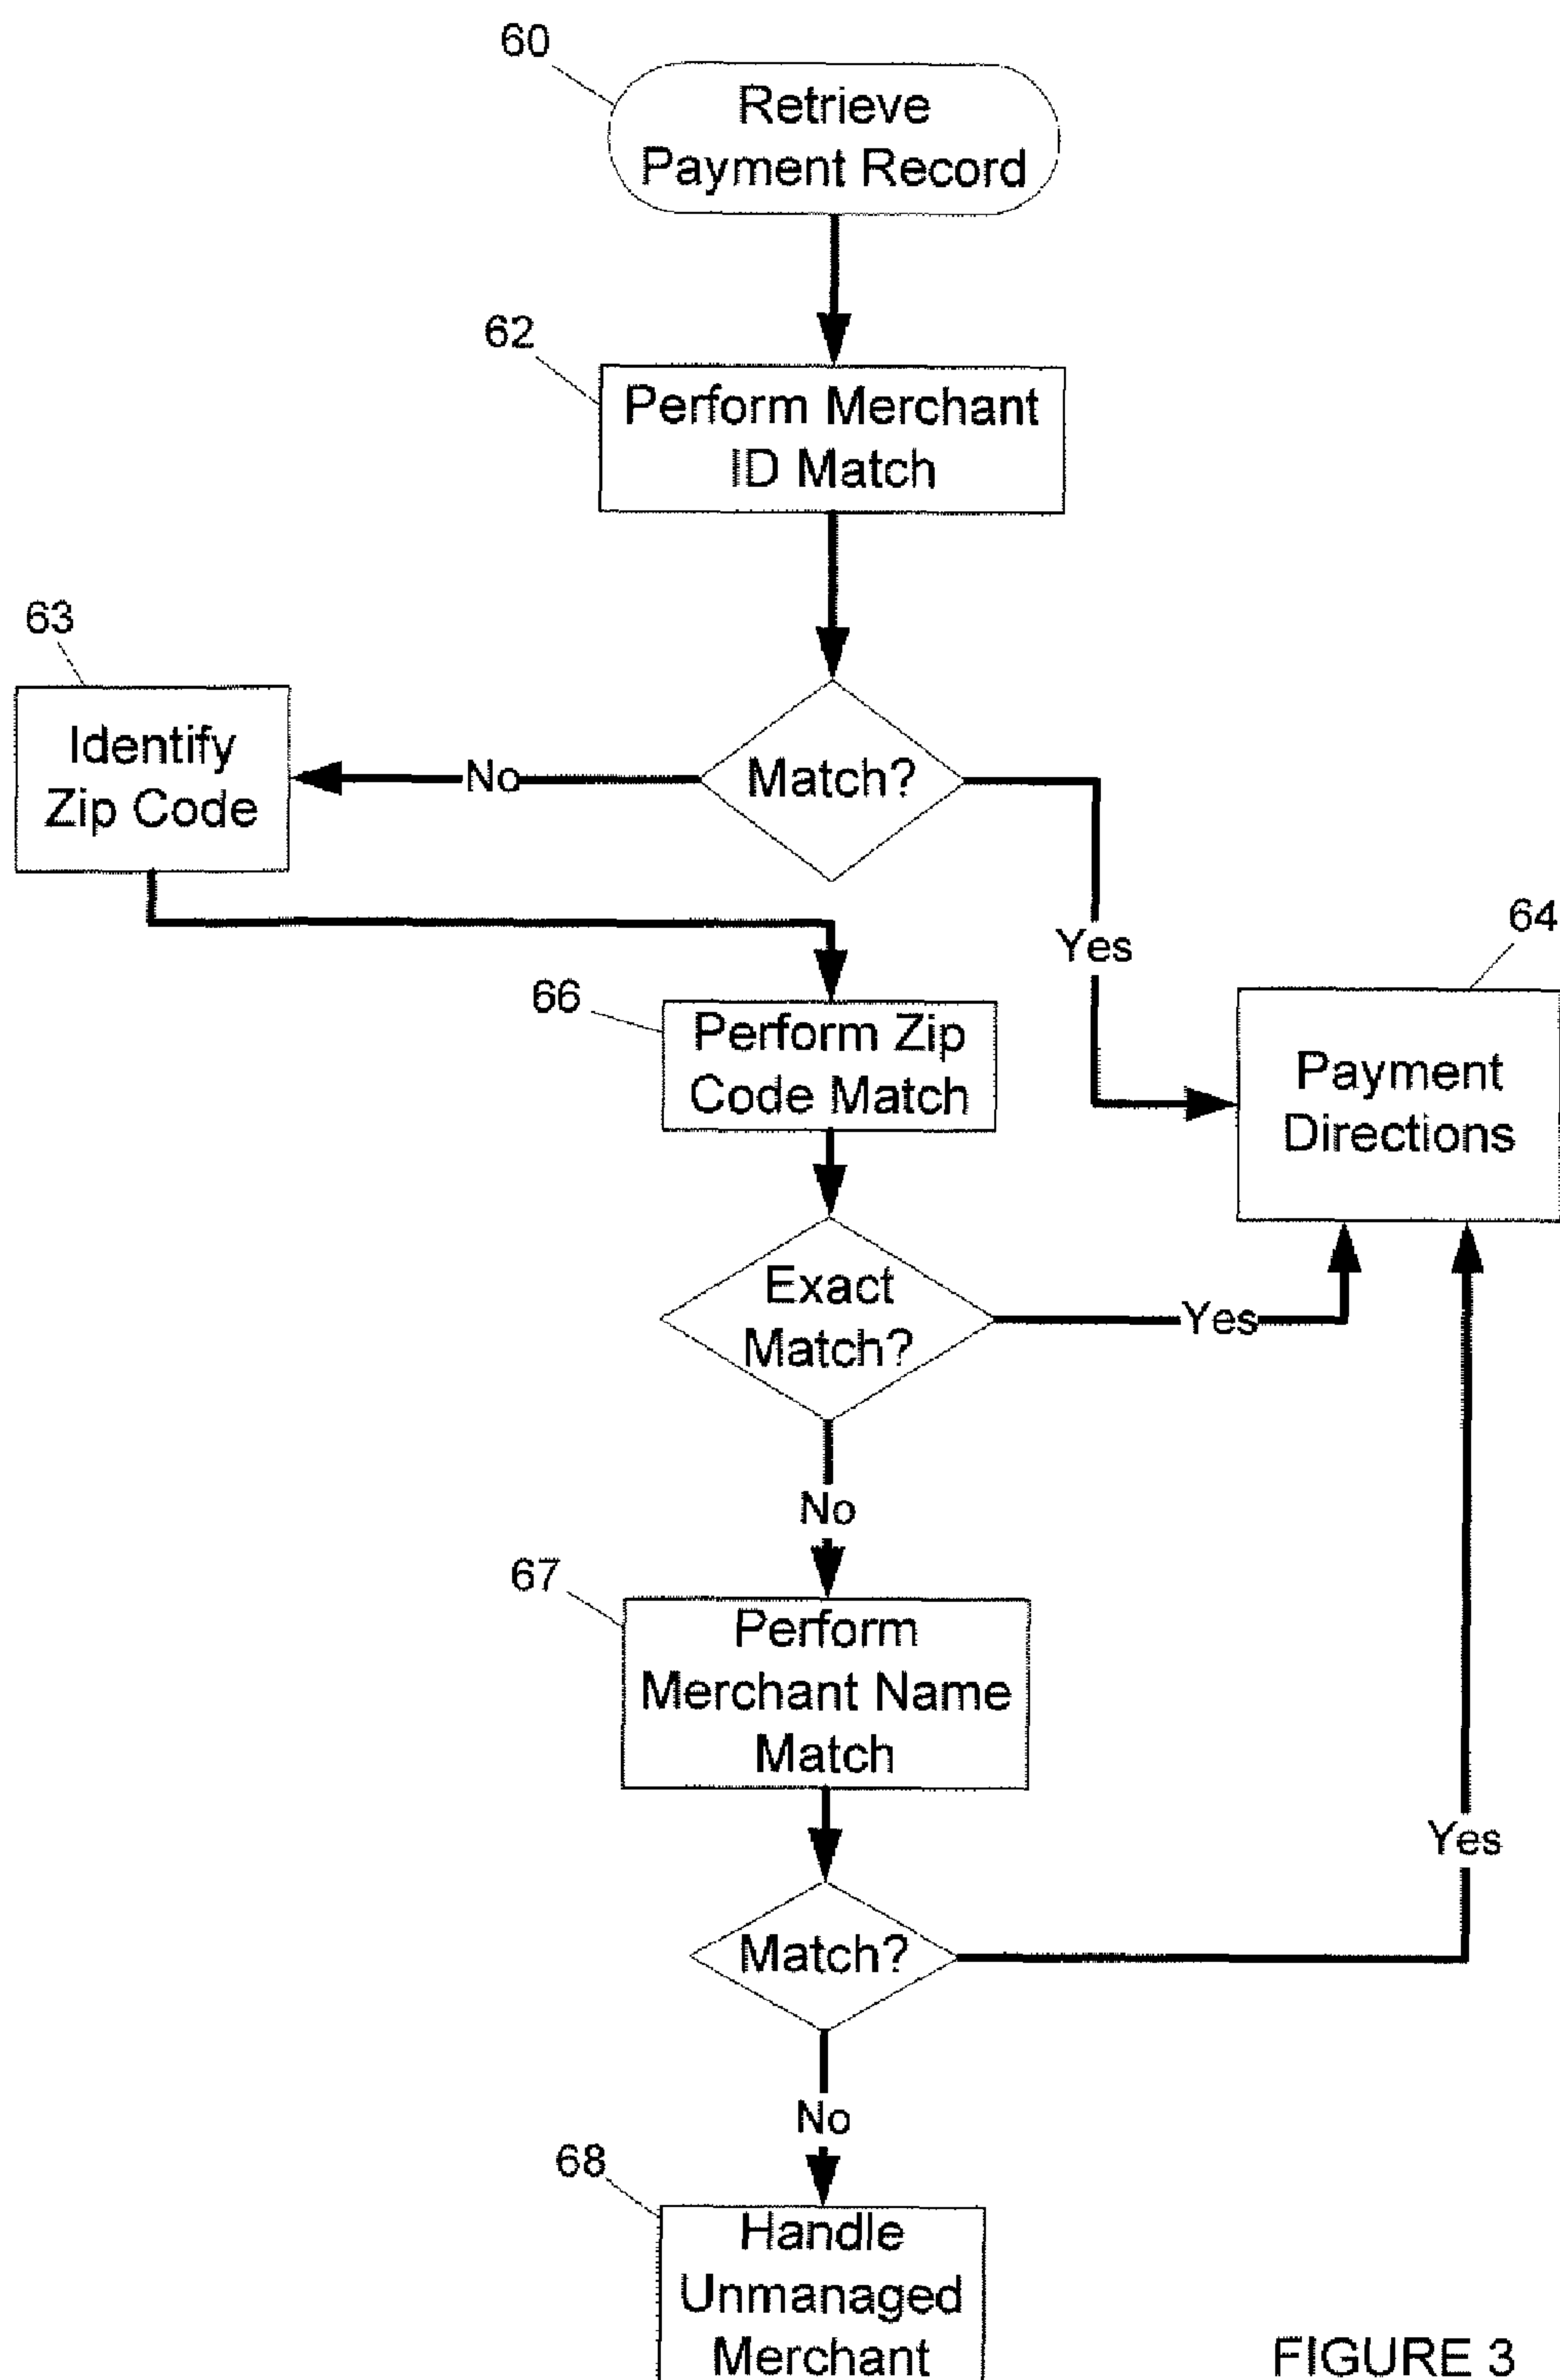 60
Retrieve
Payment Record
62
Perform Merchant
ID Match
63
Identify
Zip Code
No
Match?
Yes
64
Payment
Directions
66
Perform Zip
Code Match
Exact
Match?
Yes
No
67
Perform
Merchant Name
Match
Yes
Match?
No
68
Handle
Unmanaged
Merchant
FIGURE 3